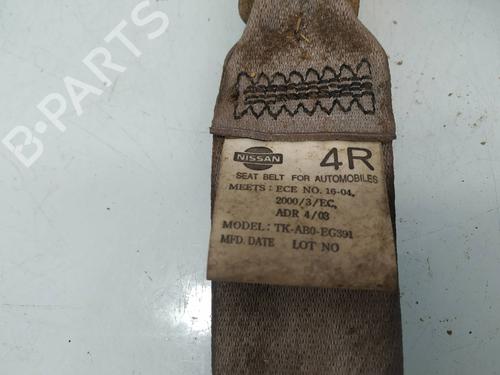 B-PARTS
NISSAN
4R
SEAT BELT FOR AUTOMOBILES
MEETS : ECE NO. 16-04,
2000/3/EC,
ADR 4/03
MODEL: TK-AB0-EG391
MFD. DATE LOT NO